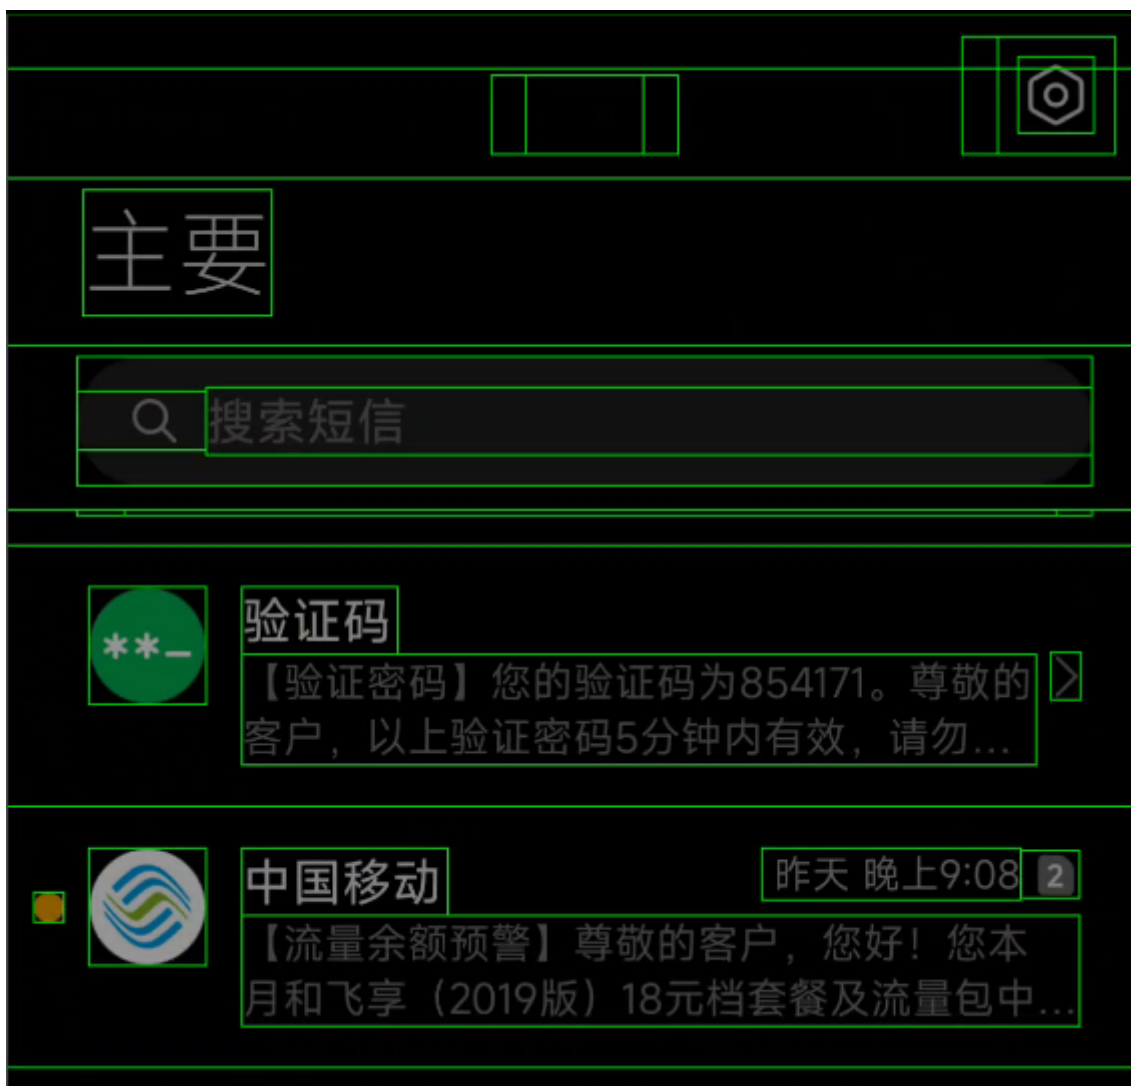 主要
搜索短信
验证码
【验证密码】您的验证码为854171。尊敬的
客户，以上验证密码5分钟内有效，请勿...
中国移动 昨天 晚上9:08 2
【流量余额预警】尊敬的客户，您好！您本
月和飞享（2019版）18元档套餐及流量包中...